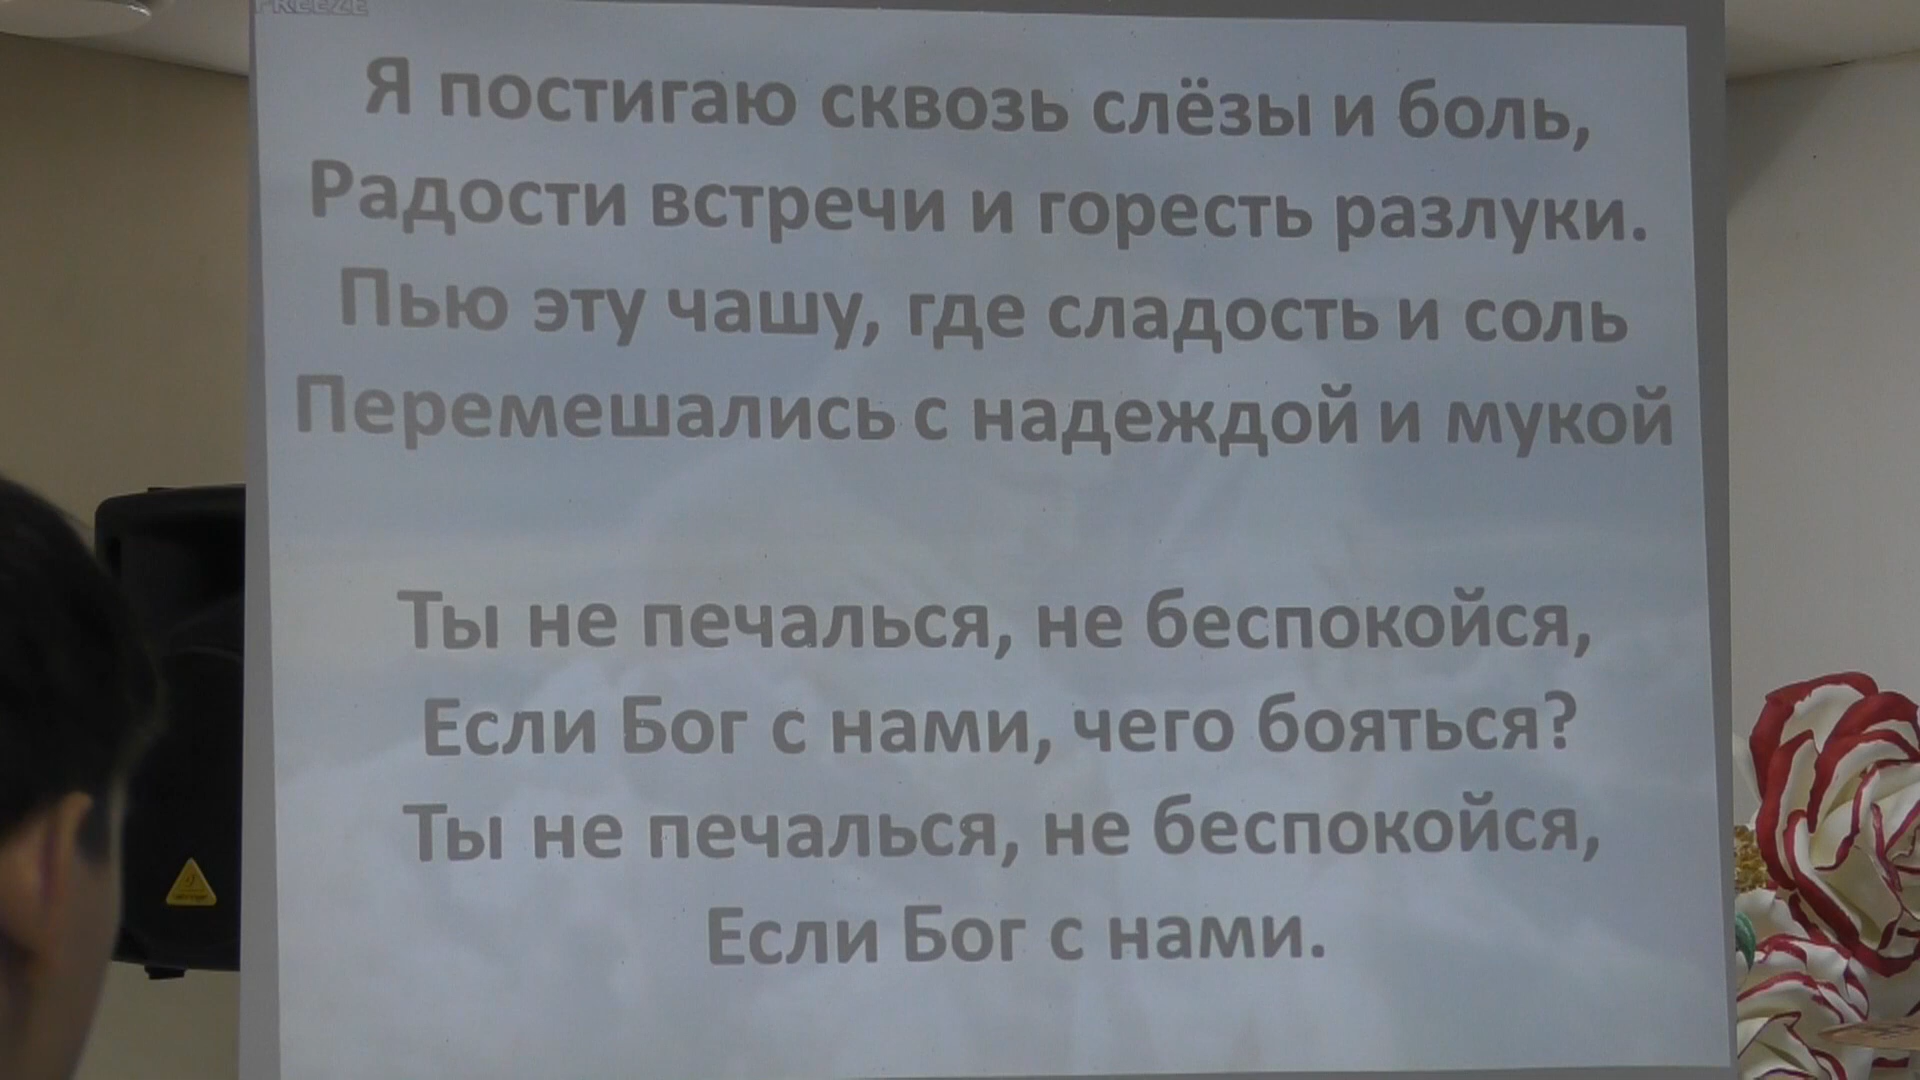 FREEZE
Я постигаю сквозь слёзы и боль,
Радости встречи и горесть разлуки.
Пью эту чашу, где сладость и соль
Перемешались с надеждой и мукой
Ты не печалься, не беспокойся,
Если Бог с нами, чего бояться?
Ты не печалься, не беспокойся,
Если Бог с нами.